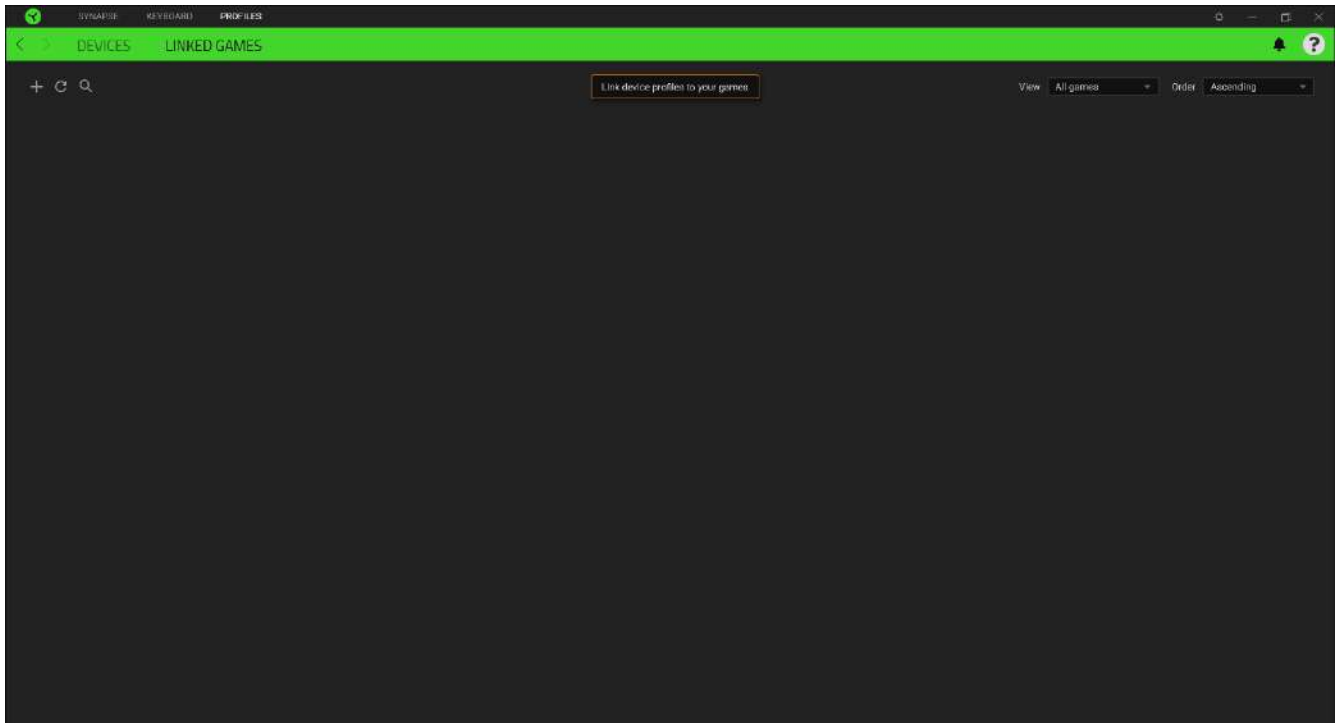 SYNAPSE KEYBOARD PROFILES
DEVICES LINKED GAMES ?
Link device profiles to your games View All games Order Ascending